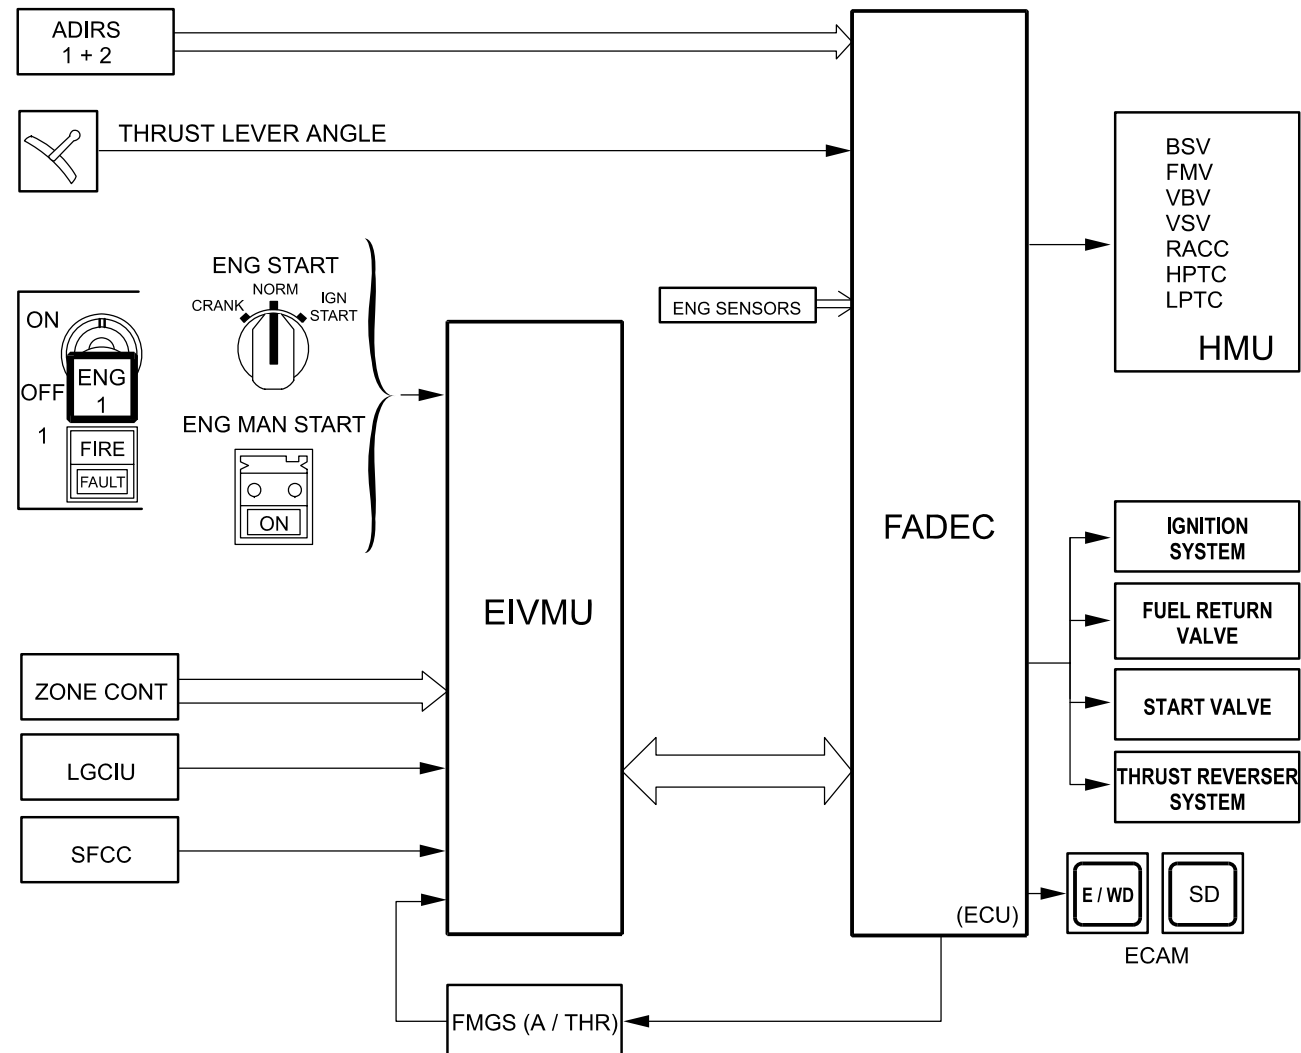 ADIRS
1 + 2
THRUST LEVER ANGLE
ENG START
NORM
CRANK
IGN
START
ON
OFF
ENG
1
1
FIRE
FAULT
ENG MAN START
ON
ENG SENSORS
BSV
FMV
VBV
VSV
RACC
HPTC
LPTC
HMU
FADEC
EIVMU
IGNITION
SYSTEM
FUEL RETURN
VALVE
START VALVE
THRUST REVERSER
SYSTEM
ZONE CONT
LGCIU
SFCC
(ECU)
E / WD
SD
ECAM
FMGS (A / THR)